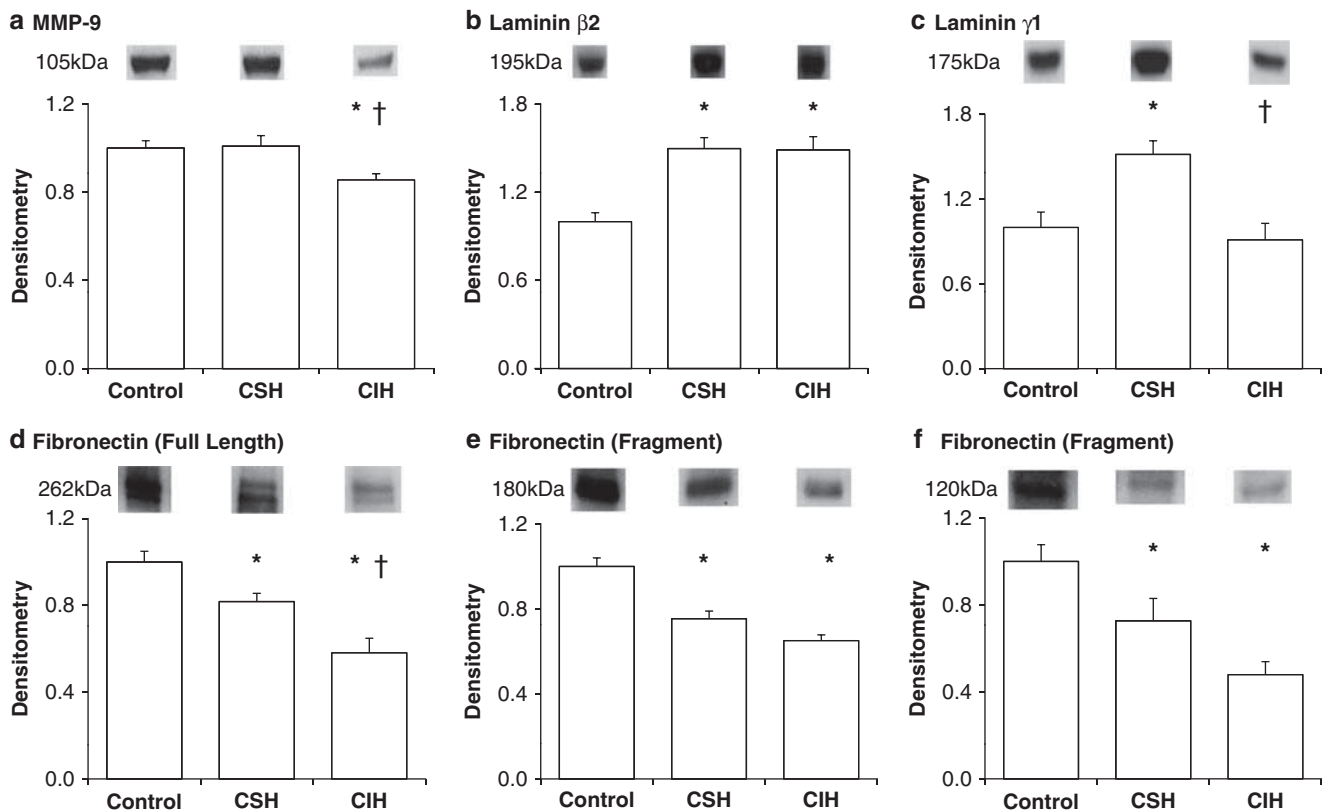 a MMP-9
105kDa
* †
1.2
0.8
0.4
0.0
Densitometry
Control CSH CIH
b Laminin β2
195kDa
* *
1.8
1.2
0.6
0.0
Densitometry
Control CSH CIH
c Laminin γ1
175kDa
* †
1.8
1.2
0.6
0.0
Densitometry
Control CSH CIH
d Fibronectin (Full Length)
262kDa
1.2
* * †
0.8
0.4
0.0
Densitometry
Control CSH CIH
e Fibronectin (Fragment)
180kDa
1.2
* *
0.8
0.4
0.0
Densitometry
Control CSH CIH
f Fibronectin (Fragment)
120kDa
1.2
* *
0.8
0.4
0.0
Densitometry
Control CSH CIH